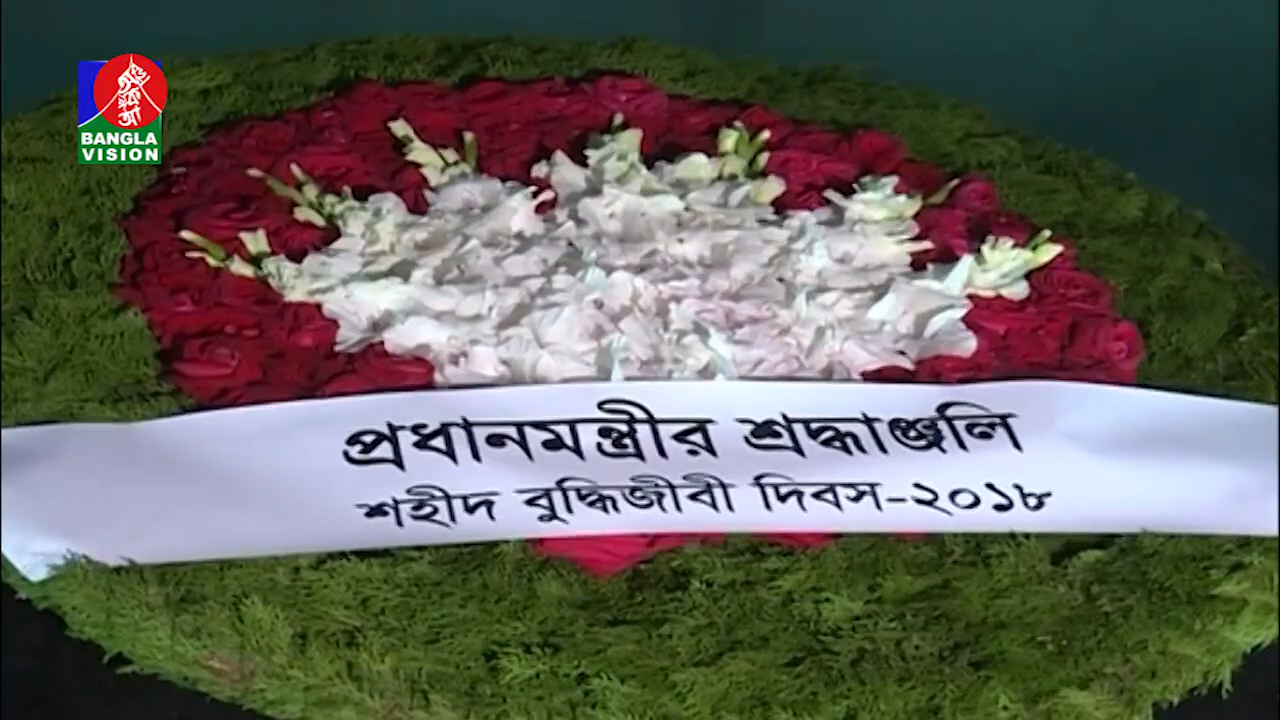 BANGLA
VISION
প্রধানমন্ত্রীর শ্রদ্ধাঞ্জলি
শহীদ বুদ্ধিজীবী দিবস-২০১৮